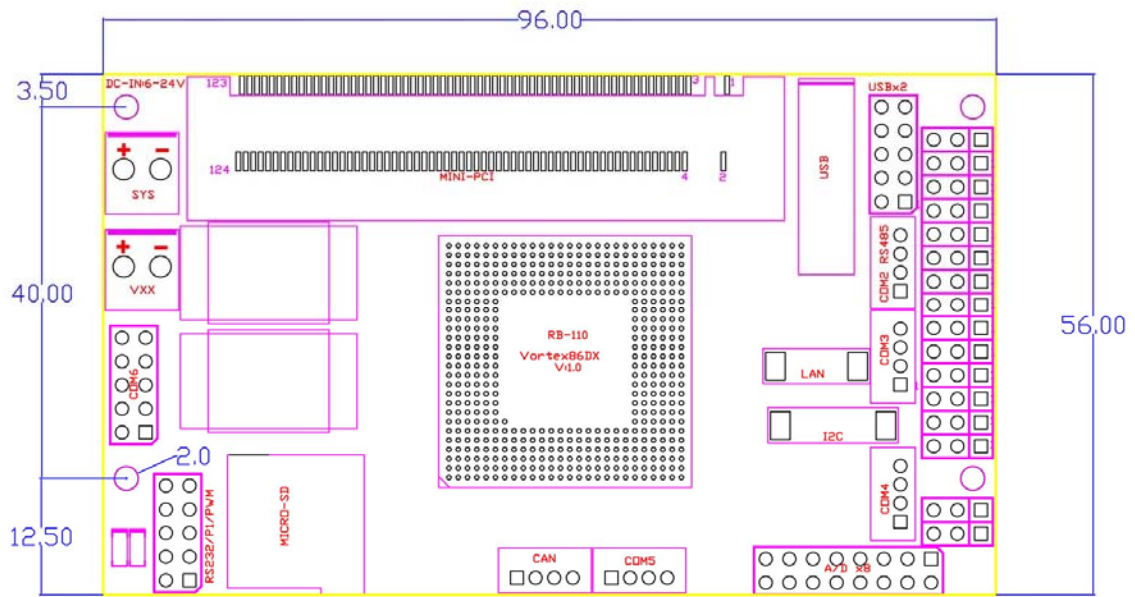 96.00
3.50
DC-IN:6-24V
123
3
1
USBx2
+ -
SYS
124
MINI-PCI
4
2
USB
COM2 RS485
+ -
VXX
40.00
56.00
RB-110
Vortex86DX
V:1.0
COM6
COM3
LAN
1
I2C
2.0
COM4
12.50
RS232/P1/PWM
MICRO-SD
CAN
COM5
A/D x8